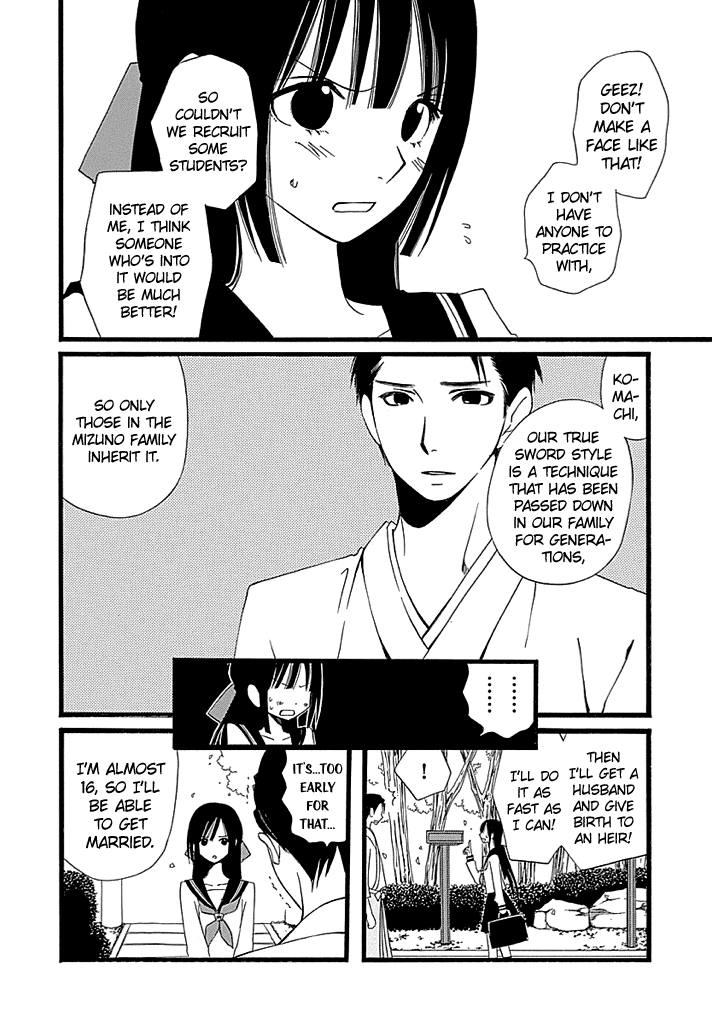 GEEZ!
DON'T
MAKE A
FACE LIKE
THAT!
I DON'T
HAVE
ANYONE TO
PRACTICE
WITH,
SO
COULDN'T
WE RECRUIT
SOME
STUDENTS?
INSTEAD OF
ME, I THINK
SOMEONE
WHO'S INTO
IT WOULD
BE MUCH
BETTER!
KO-
MA-
CHI,
OUR TRUE
SWORD STYLE
IS A TECHNIQUE
THAT HAS BEEN
PASSED DOWN
IN OUR FAMILY
FOR GENERA-
TIONS,
SO ONLY
THOSE IN THE
MIZUNO FAMILY
INHERIT IT.
THEN
I'LL GET A
HUSBAND
AND GIVE
BIRTH TO
AN HEIR!
I'LL DO
IT AS
FAST AS
I CAN!
!
IT'S...TOO
EARLY
FOR
THAT...
I'M ALMOST
16, SO I'LL
BE ABLE
TO GET
MARRIED.